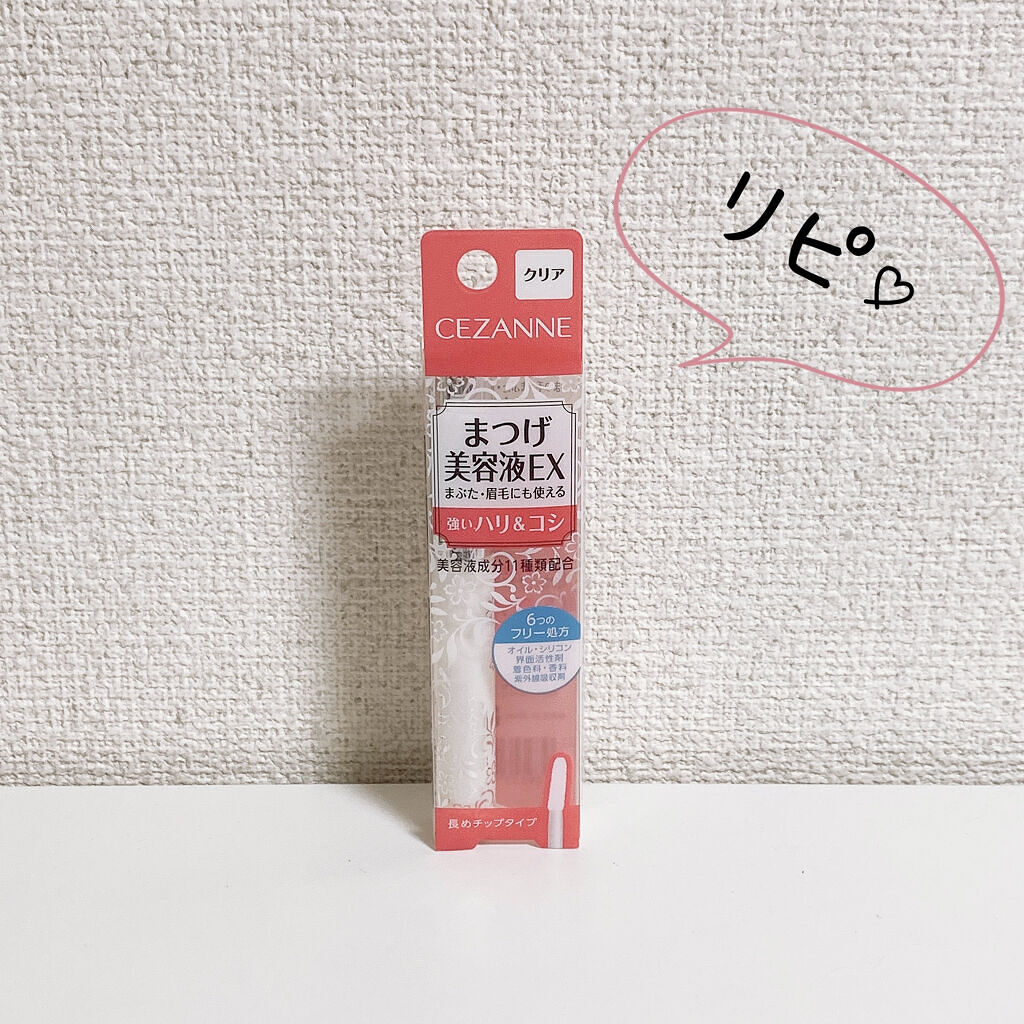 リピ♡
クリア
CEZANNE
まつげ
美容液EX
まぶた・眉毛にも使える
強いハリ&コシ
美容液成分11種類配合
6つの
フリー処方
オイル・シリコン
界面活性剤
着色料・香料
紫外線吸収剤
長めチップタイプ